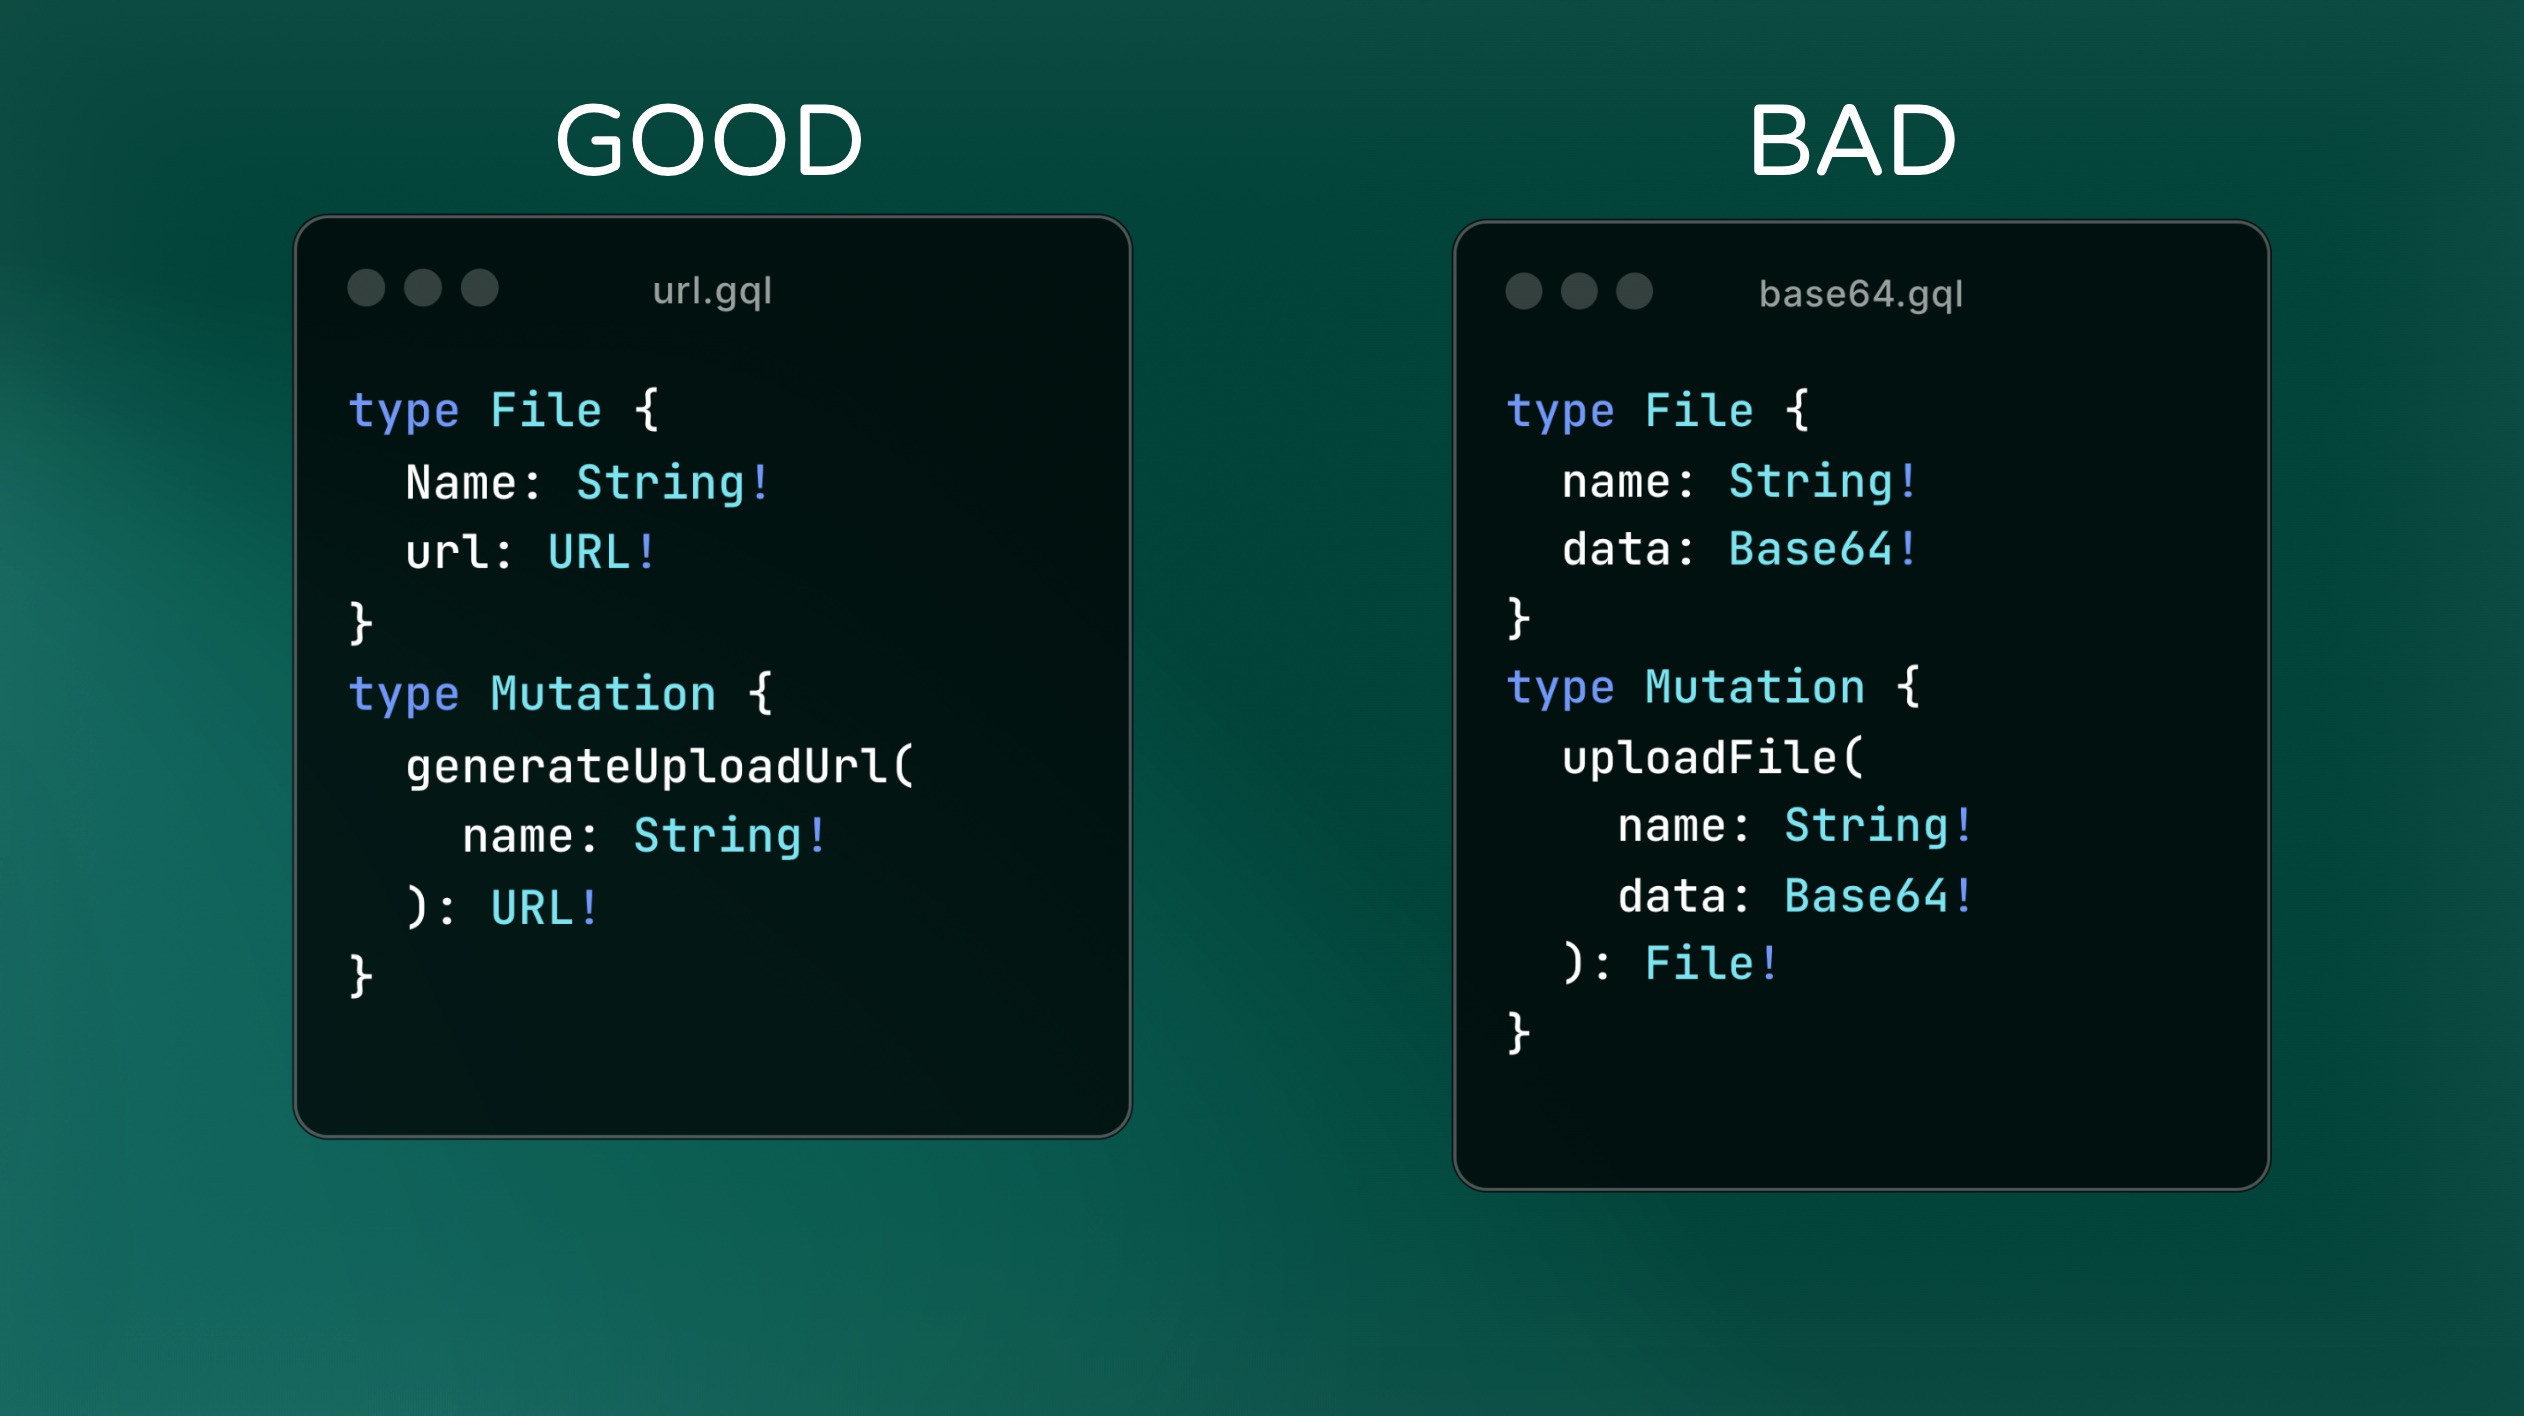 GOOD
url.gql
type File {
  Name: String!
  url: URL!
}
type Mutation {
  generateUploadUrl(
    name: String!
  ): URL!
}
BAD
base64.gql
type File {
  name: String!
  data: Base64!
}
type Mutation {
  uploadFile(
    name: String!
    data: Base64!
  ): File!
}